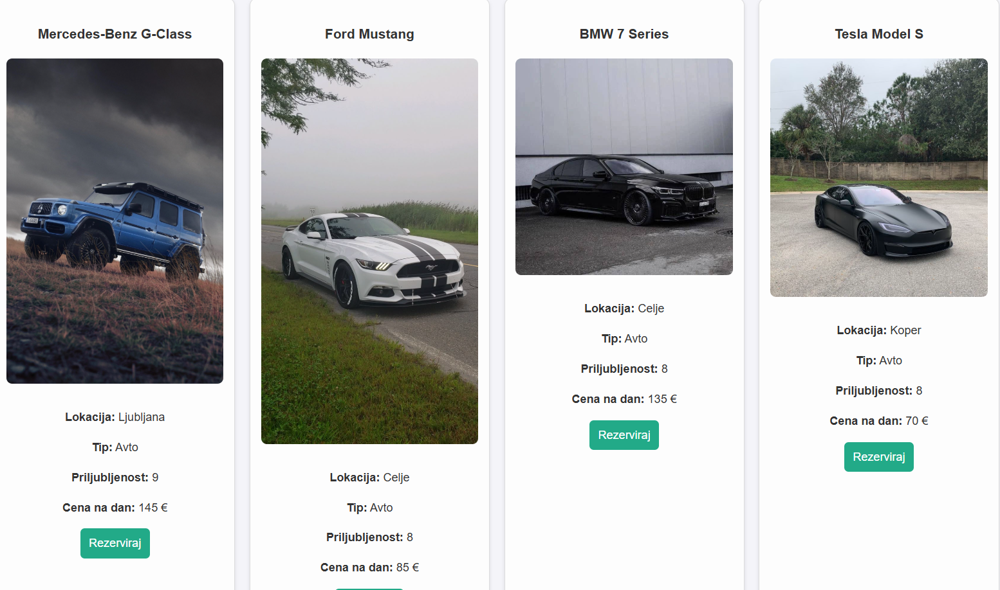 Mercedes-Benz G-Class
Lokacija: Ljubljana
Tip: Avto
Priljubljenost: 9
Cena na dan: 145 €
Rezerviraj
Ford Mustang
Lokacija: Celje
Tip: Avto
Priljubljenost: 8
Cena na dan: 85 €
BMW 7 Series
Lokacija: Celje
Tip: Avto
Priljubljenost: 8
Cena na dan: 135 €
Rezerviraj
Tesla Model S
Lokacija: Koper
Tip: Avto
Priljubljenost: 8
Cena na dan: 70 €
Rezerviraj